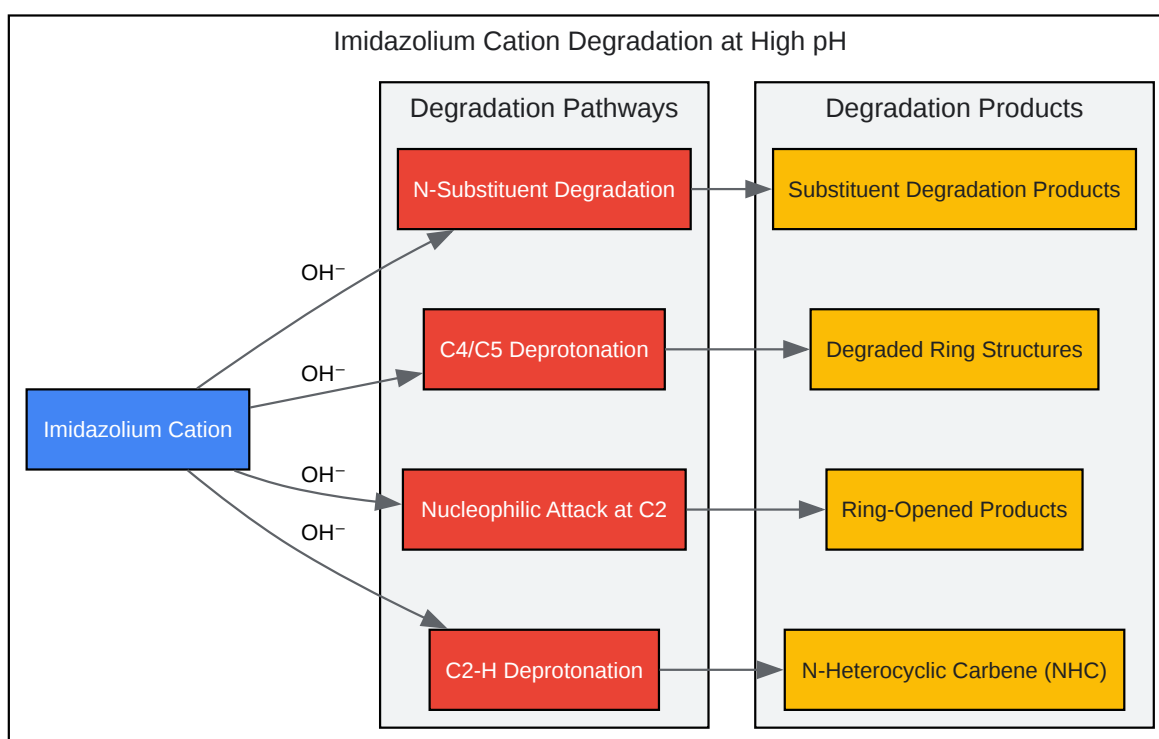 Imidazolium Cation Degradation at High pH
Degradation Pathways
Degradation Products
N-Substituent Degradation
Substituent Degradation Products
OH⁻
C4/C5 Deprotonation
Degraded Ring Structures
OH⁻
Imidazolium Cation
OH⁻
Nucleophilic Attack at C2
Ring-Opened Products
OH⁻
C2-H Deprotonation
N-Heterocyclic Carbene (NHC)